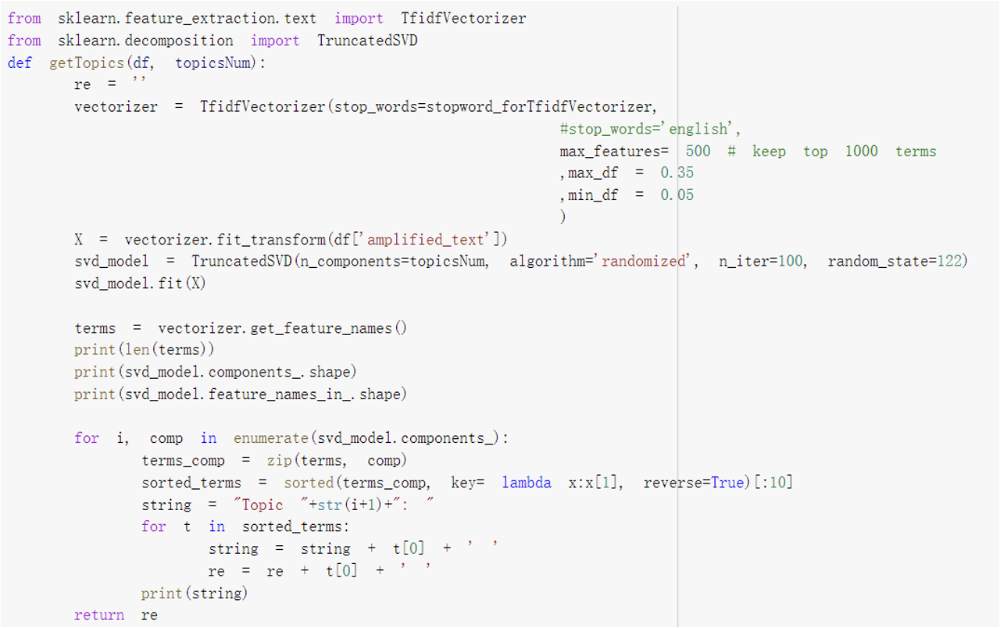 from sklearn.feature_extraction.text import TfidfVectorizer
from sklearn.decomposition import TruncatedSVD
def getTopics(df, topicsNum):
        re = ''
        vectorizer = TfidfVectorizer(stop_words=stopword_forTfidfVectorizer,
                                                          #stop_words='english',
                                                          max_features= 500 # keep top 1000 terms
                                                          ,max_df = 0.35
                                                          ,min_df = 0.05
                                                          )
        X = vectorizer.fit_transform(df['amplified_text'])
        svd_model = TruncatedSVD(n_components=topicsNum, algorithm='randomized', n_iter=100, random_state=122)
        svd_model.fit(X)

        terms = vectorizer.get_feature_names()
        print(len(terms))
        print(svd_model.components_.shape)
        print(svd_model.feature_names_in_.shape)

        for i, comp in enumerate(svd_model.components_):
                terms_comp = zip(terms, comp)
                sorted_terms = sorted(terms_comp, key= lambda x:x[1], reverse=True)[:10]
                string = "Topic "+str(i+1)+": "
                for t in sorted_terms:
                        string = string + t[0] + ' '
                        re = re + t[0] + ' '
                print(string)
        return re